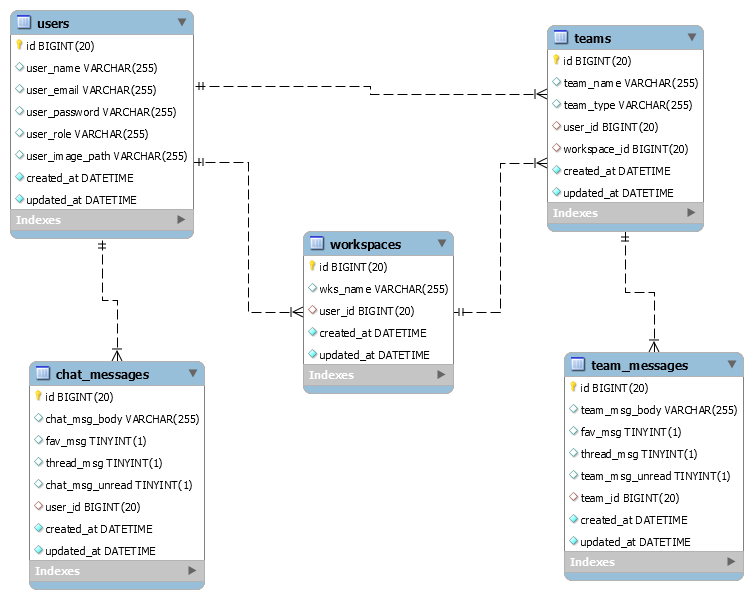 users
id BIGINT(20)
user_name VARCHAR(255)
user_email VARCHAR(255)
user_password VARCHAR(255)
user_role VARCHAR(255)
user_image_path VARCHAR(255)
created_at DATETIME
updated_at DATETIME
Indexes
teams
id BIGINT(20)
team_name VARCHAR(255)
team_type VARCHAR(255)
user_id BIGINT(20)
workspace_id BIGINT(20)
created_at DATETIME
updated_at DATETIME
Indexes
workspaces
id BIGINT(20)
wks_name VARCHAR(255)
user_id BIGINT(20)
created_at DATETIME
updated_at DATETIME
Indexes
chat_messages
id BIGINT(20)
chat_msg_body VARCHAR(255)
fav_msg TINYINT(1)
thread_msg TINYINT(1)
chat_msg_unread TINYINT(1)
user_id BIGINT(20)
created_at DATETIME
updated_at DATETIME
Indexes
team_messages
id BIGINT(20)
team_msg_body VARCHAR(255)
fav_msg TINYINT(1)
thread_msg TINYINT(1)
team_msg_unread TINYINT(1)
team_id BIGINT(20)
created_at DATETIME
updated_at DATETIME
Indexes